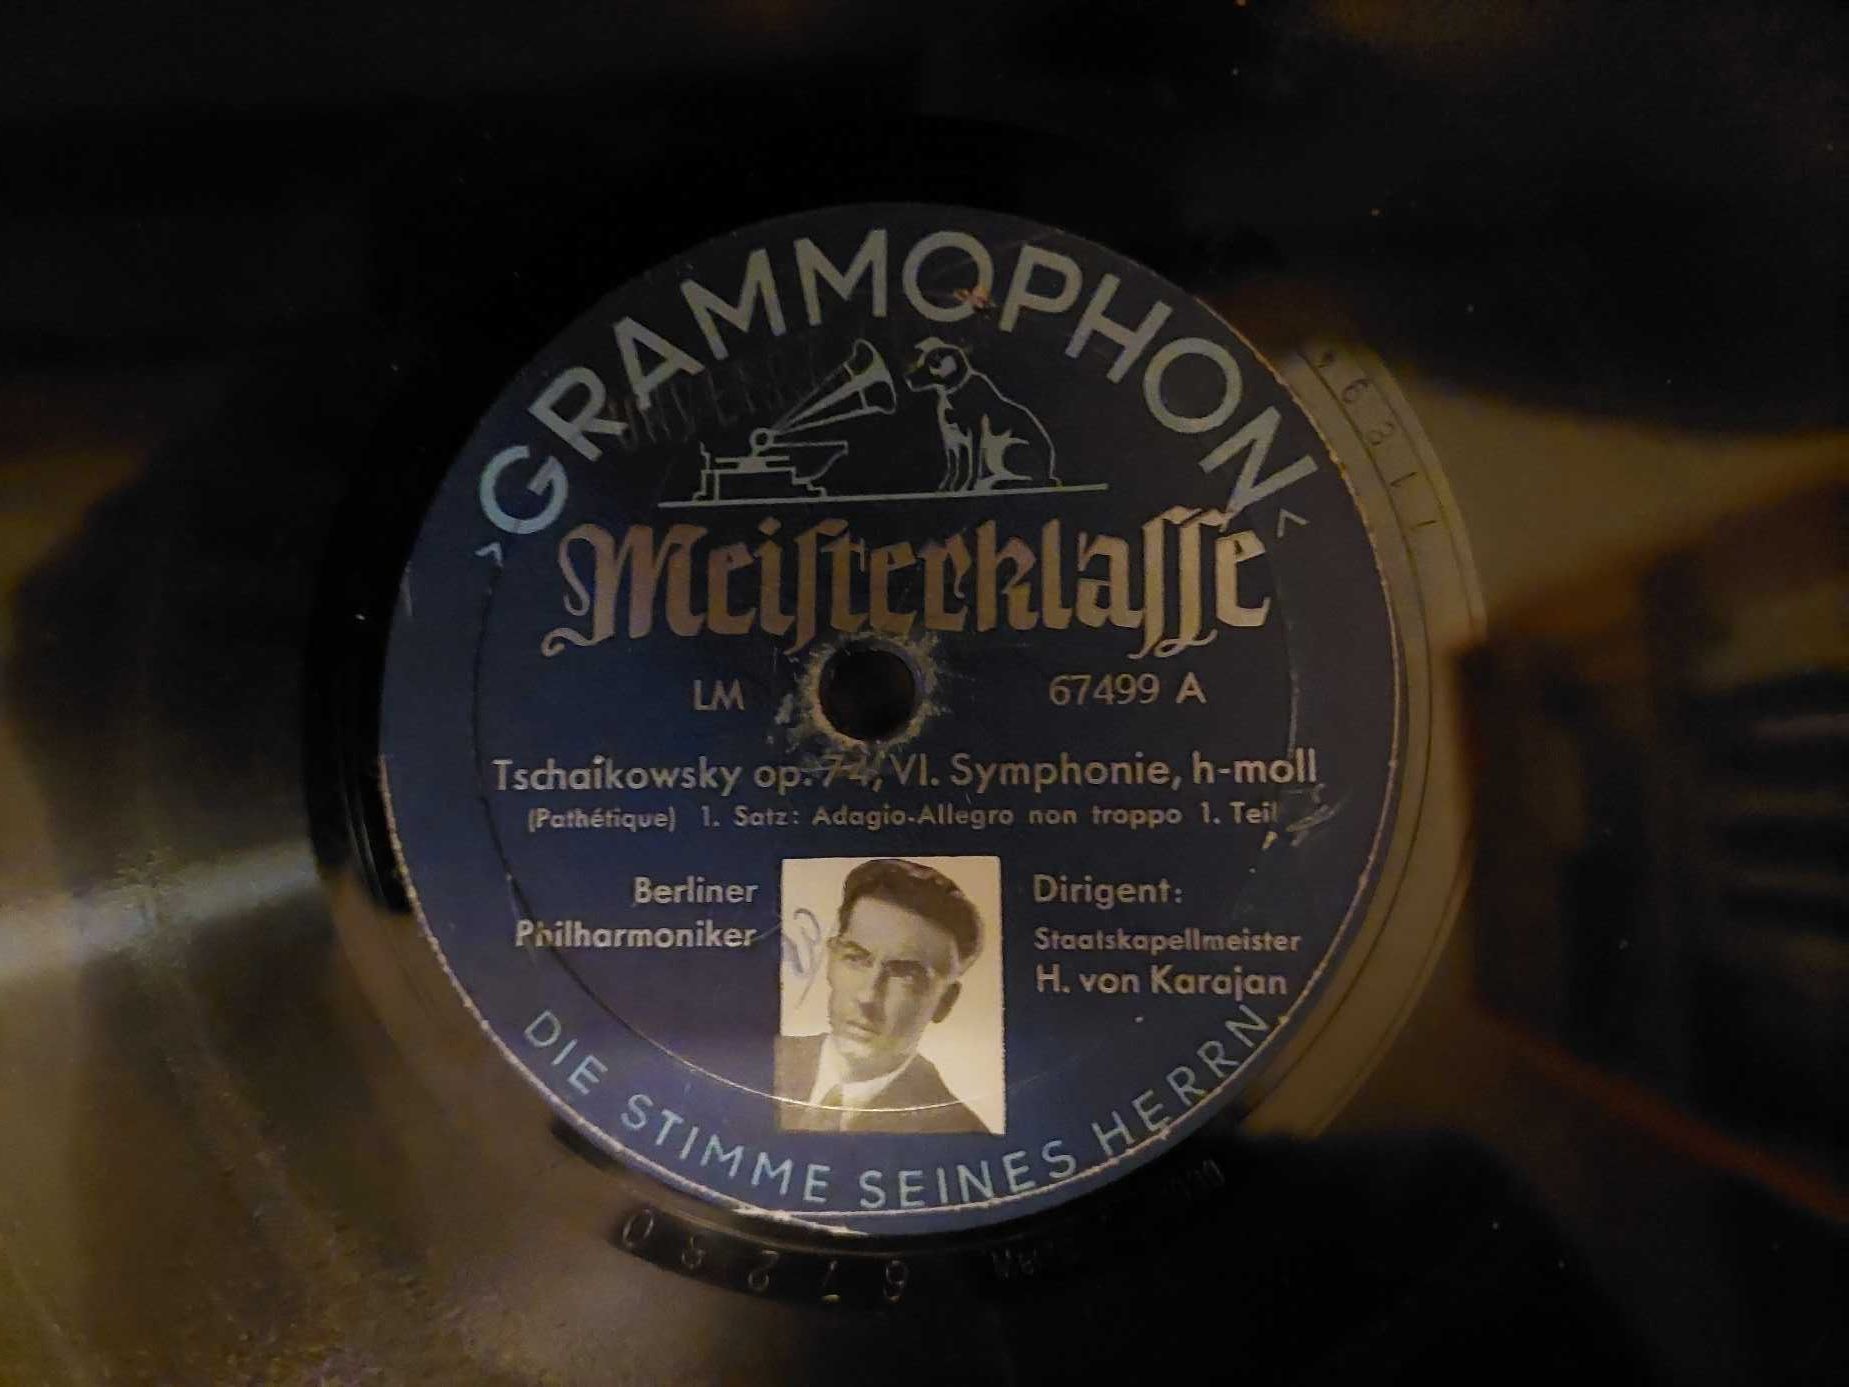 GRAMMOPHON
Meiſterklaſſe
LM 67499 A
Tschaikowsky op. 74, VI. Symphonie, h-moll
(Pathétique) 1. Satz: Adagio-Allegro non troppo 1. Teil
Berliner
Philharmoniker
Dirigent:
Staatskapellmeister
H. von Karajan
DIE STIMME SEINES HERRN